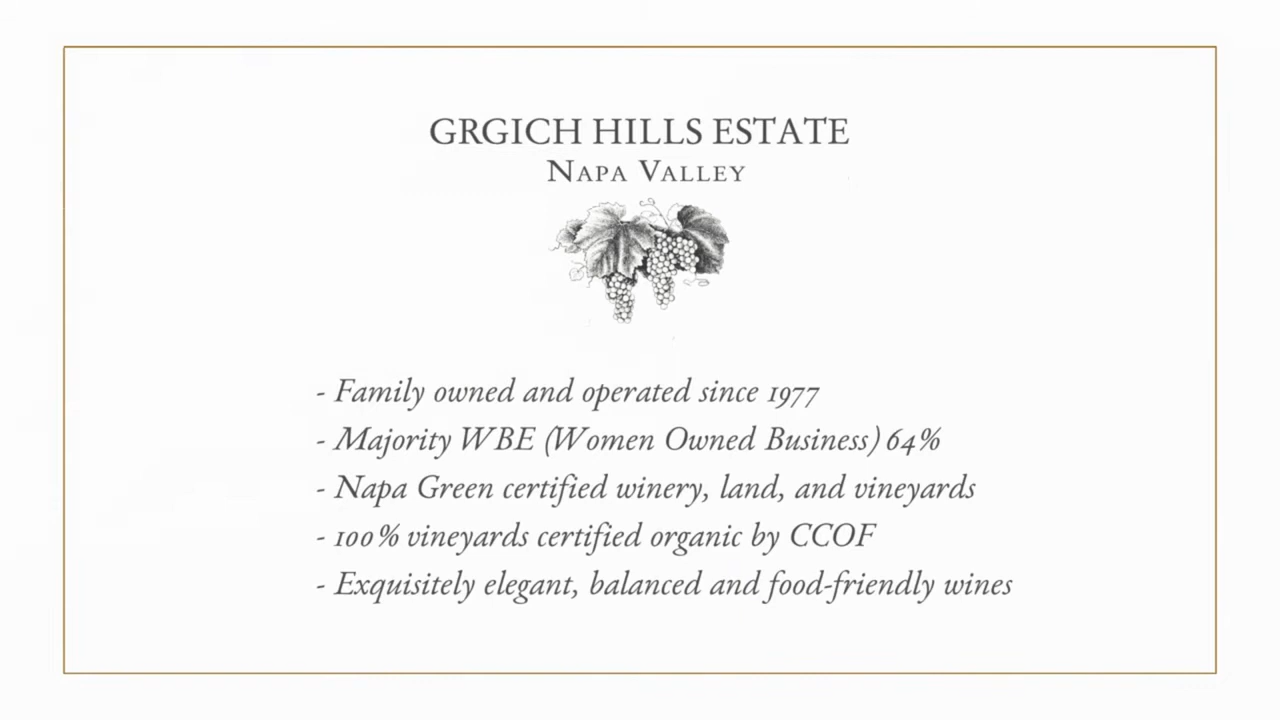 GRGICH HILLS ESTATE
NAPA VALLEY
- Family owned and operated since 1977
- Majority WBE (Women Owned Business) 64%
- Napa Green certified winery, land, and vineyards
- 100% vineyards certified organic by CCOF
- Exquisitely elegant, balanced and food-friendly wines